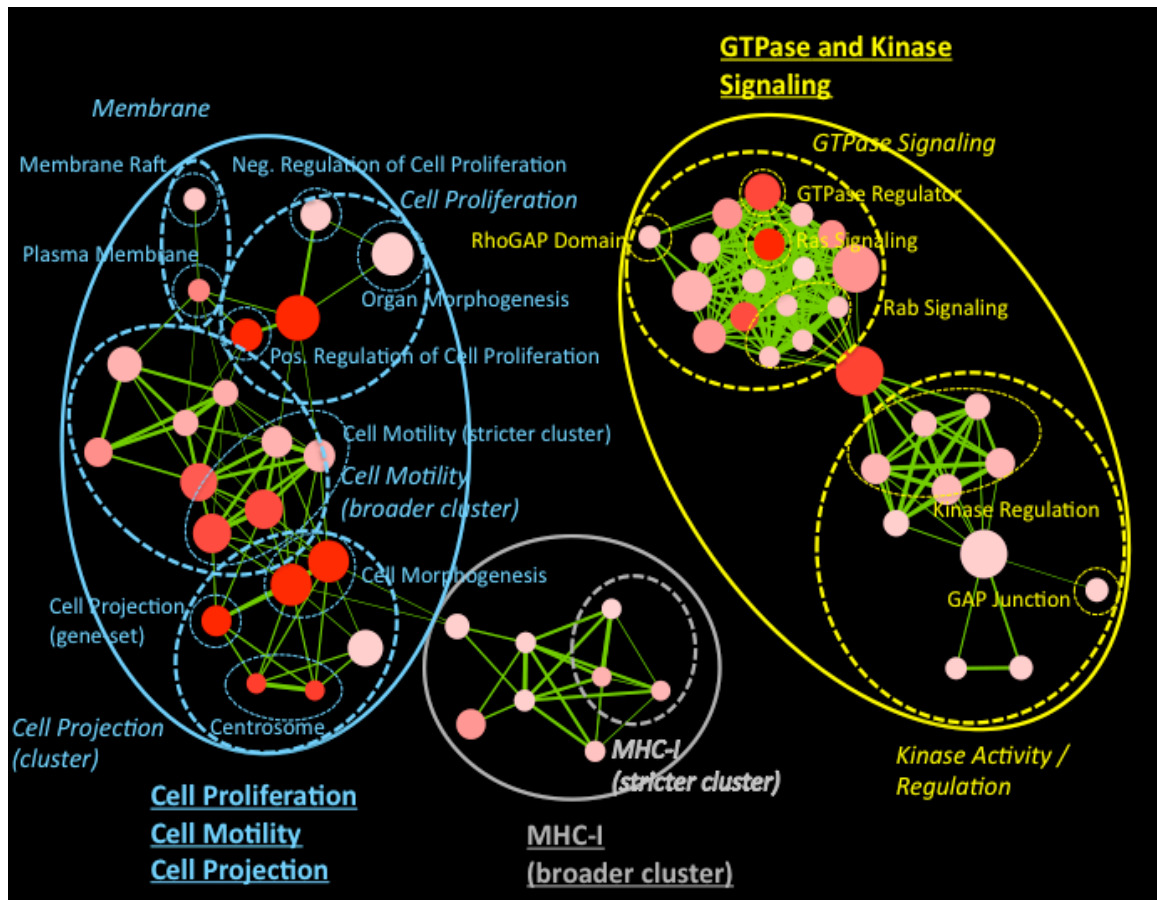 GTPase and Kinase
Signaling
Membrane
GTPase Signaling
Membrane Raft
Neg. Regulation of Cell Proliferation
Cell Proliferation
GTPase Regulator
RhoGAP Domain
Ras Signaling
Plasma Membrane
Organ Morphogenesis
Rab Signaling
Pos. Regulation of Cell Proliferation
Cell Motility (stricter cluster)
Cell Motility
(broader cluster)
Kinase Regulation
Cell Morphogenesis
Cell Projection
(gene-set)
GAP Junction
Centrosome
Cell Projection
(cluster)
MHC-I
(stricter cluster)
Kinase Activity /
Regulation
Cell Proliferation
Cell Motility
Cell Projection
MHC-I
(broader cluster)